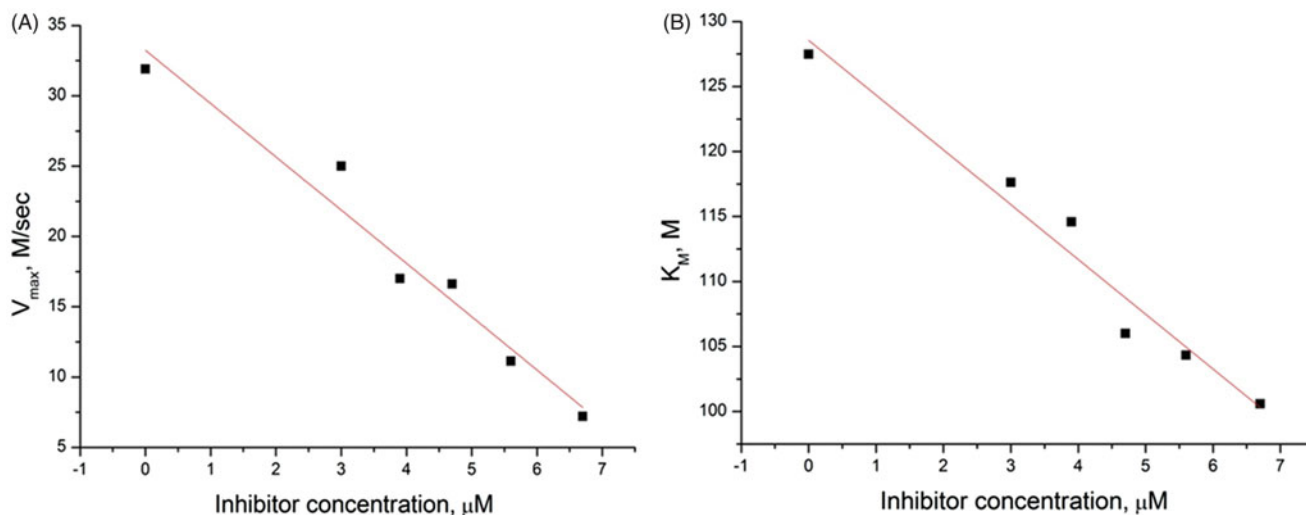 (A)
35
30
25
20
15
10
5
V_max, M/sec
-1 0 1 2 3 4 5 6 7
Inhibitor concentration, μM
(B)
130
125
120
115
110
105
100
K_M, M
-1 0 1 2 3 4 5 6 7
Inhibitor concentration, μM